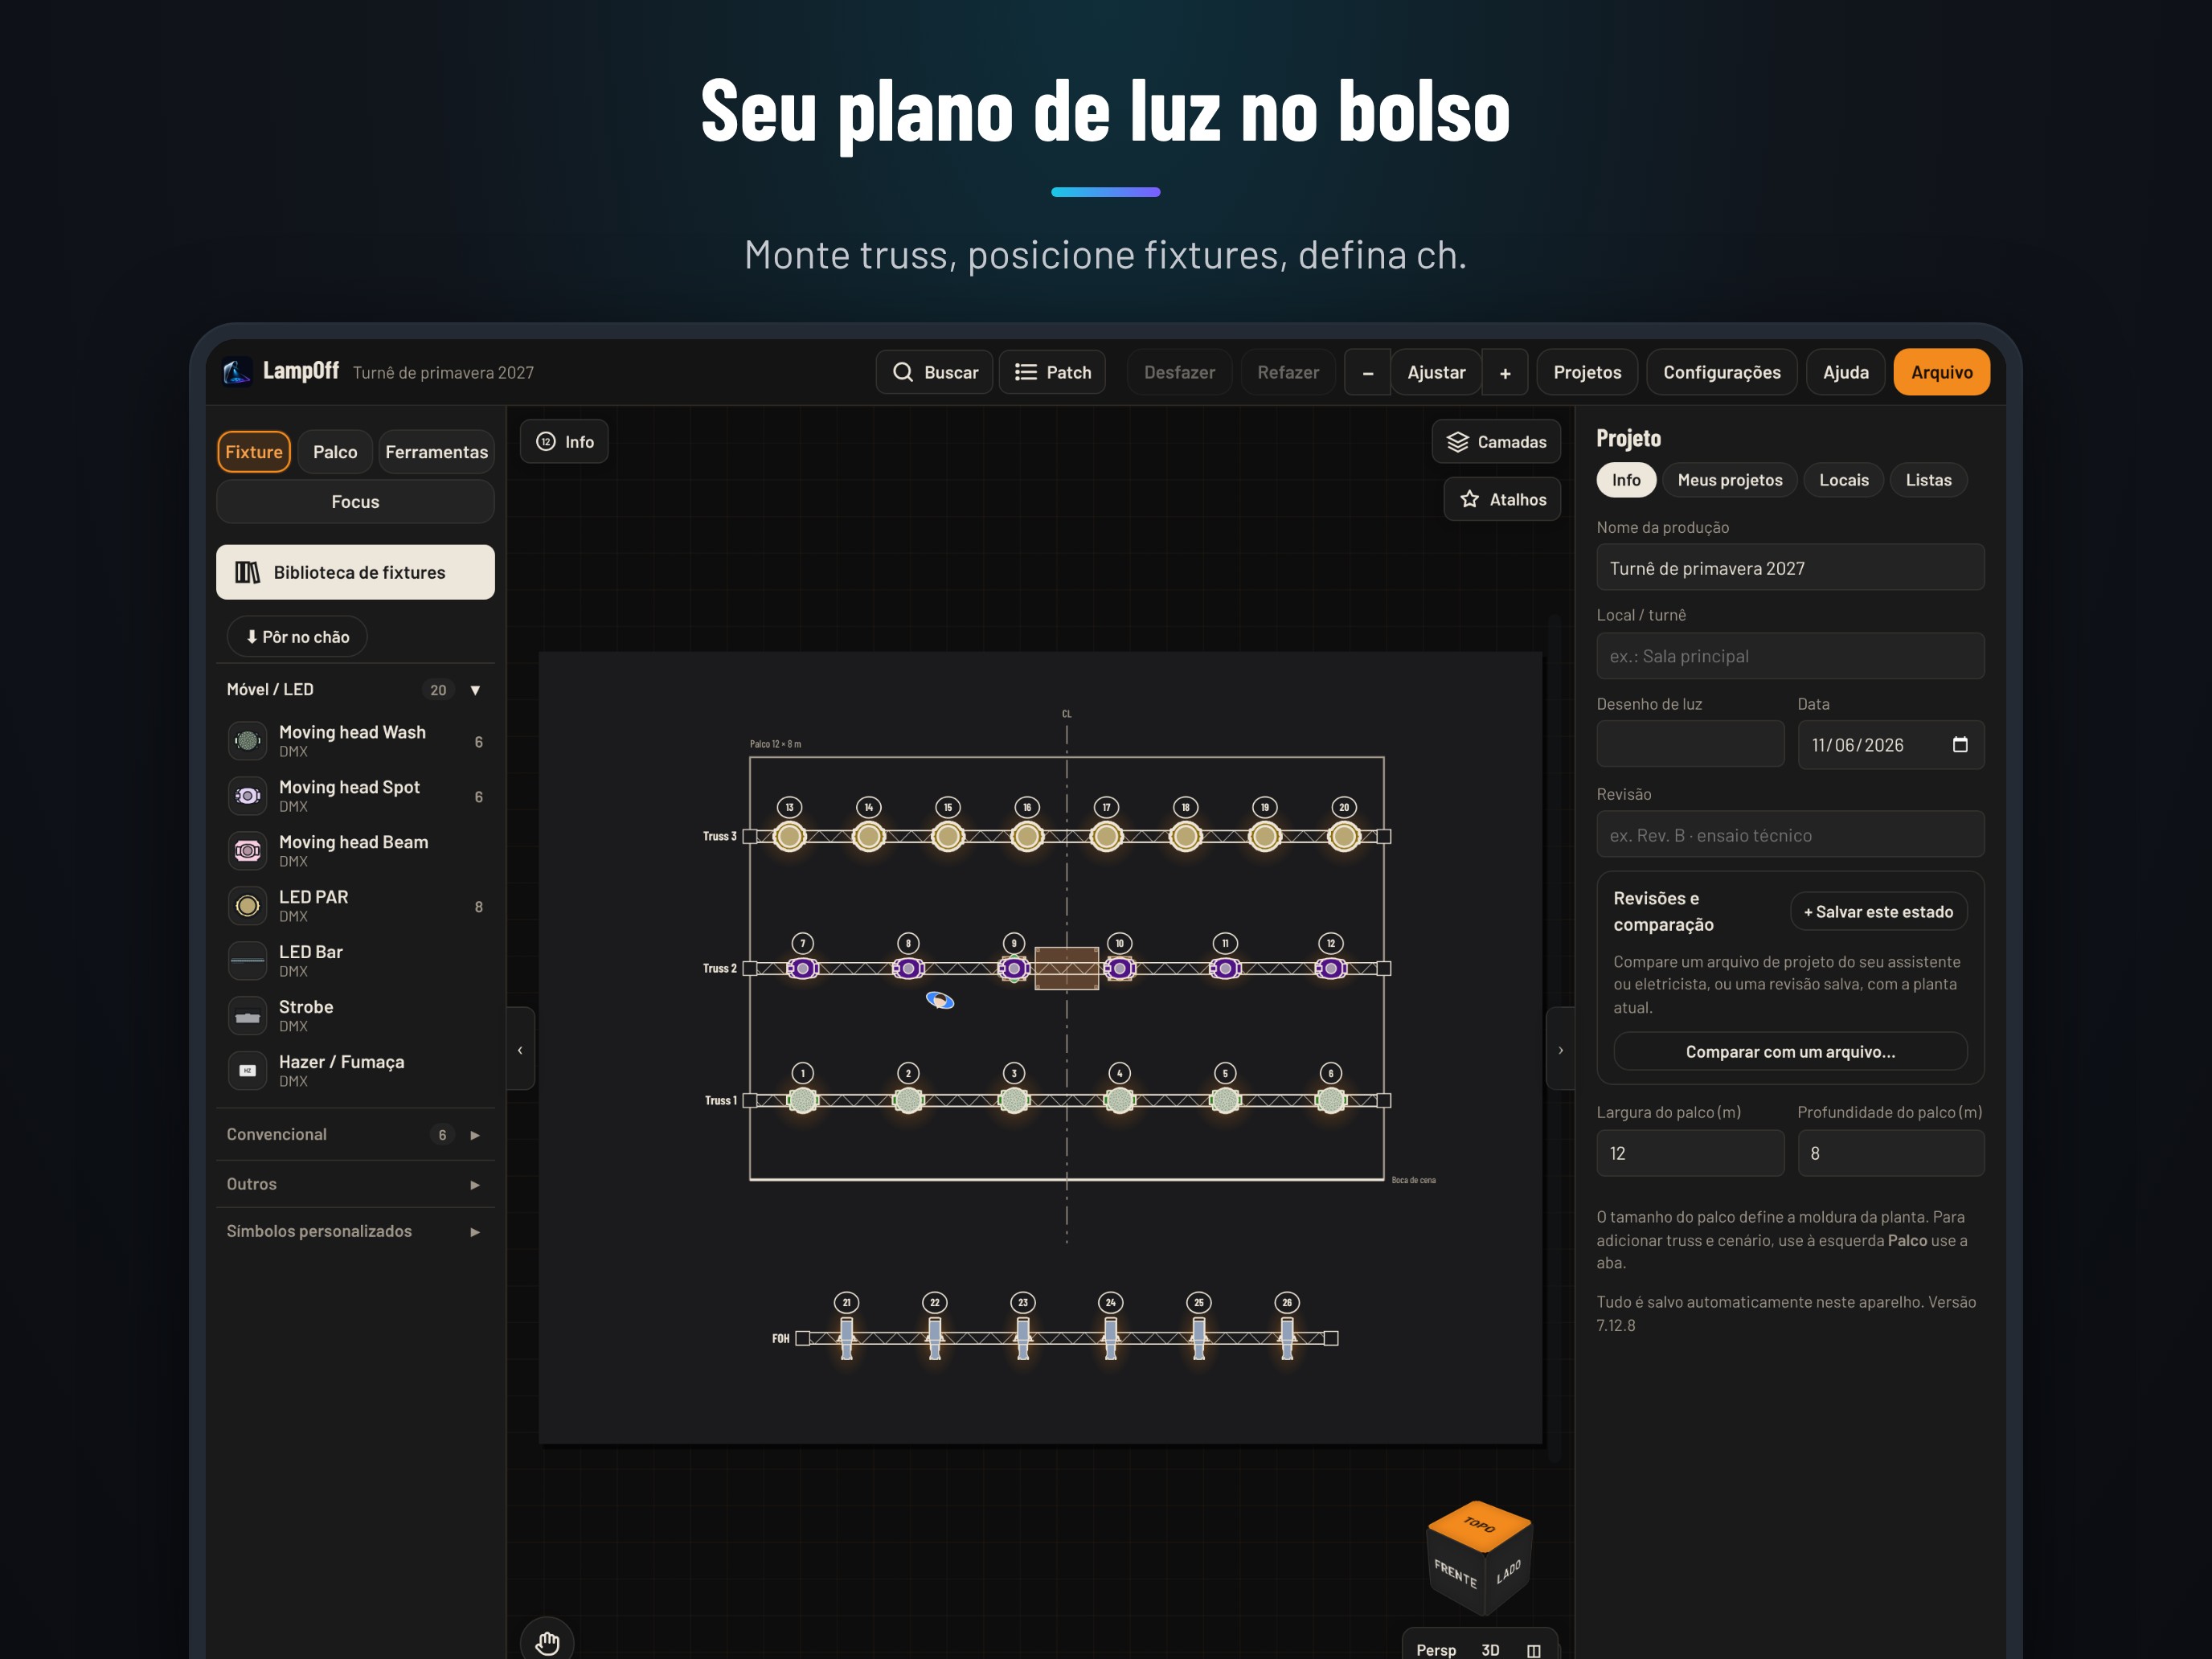 Seu plano de luz no bolso
Monte truss, posicione fixtures, defina ch.
LampOff Turnê de primavera 2027
Buscar
Patch
Desfazer
Refazer
−
Ajustar
+
Projetos
Configurações
Ajuda
Arquivo
Fixture
Palco
Ferramentas
Focus
Biblioteca de fixtures
⬇ Pôr no chão
Móvel / LED 20 ▼
Moving head Wash 6
DMX
Moving head Spot 6
DMX
Moving head Beam
DMX
LED PAR 8
DMX
LED Bar
DMX
Strobe
DMX
HZ
Hazer / Fumaça
DMX
Convencional 6 ▶
Outros ▶
Símbolos personalizados ▶
12 Info
Camadas
Atalhos
‹
›
CL
Palco 12 × 8 m
13 14 15 16 17 18 19 20
Truss 3
7 8 9 10 11 12
Truss 2
1 2 3 4 5 6
Truss 1
Boca de cena
21 22 23 24 25 26
FOH
TOPO
FRENTE
LADO
Persp 3D
Projeto
Info
Meus projetos
Locais
Listas
Nome da produção
Turnê de primavera 2027
Local / turnê
ex.: Sala principal
Desenho de luz
Data
11/06/2026
Revisão
ex. Rev. B · ensaio técnico
Revisões e
comparação
+ Salvar este estado
Compare um arquivo de projeto do seu assistente
ou eletricista, ou uma revisão salva, com a planta
atual.
Comparar com um arquivo...
Largura do palco (m)
Profundidade do palco (m)
12
8
O tamanho do palco define a moldura da planta. Para
adicionar truss e cenário, use à esquerda Palco use a
aba.
Tudo é salvo automaticamente neste aparelho. Versão
7.12.8